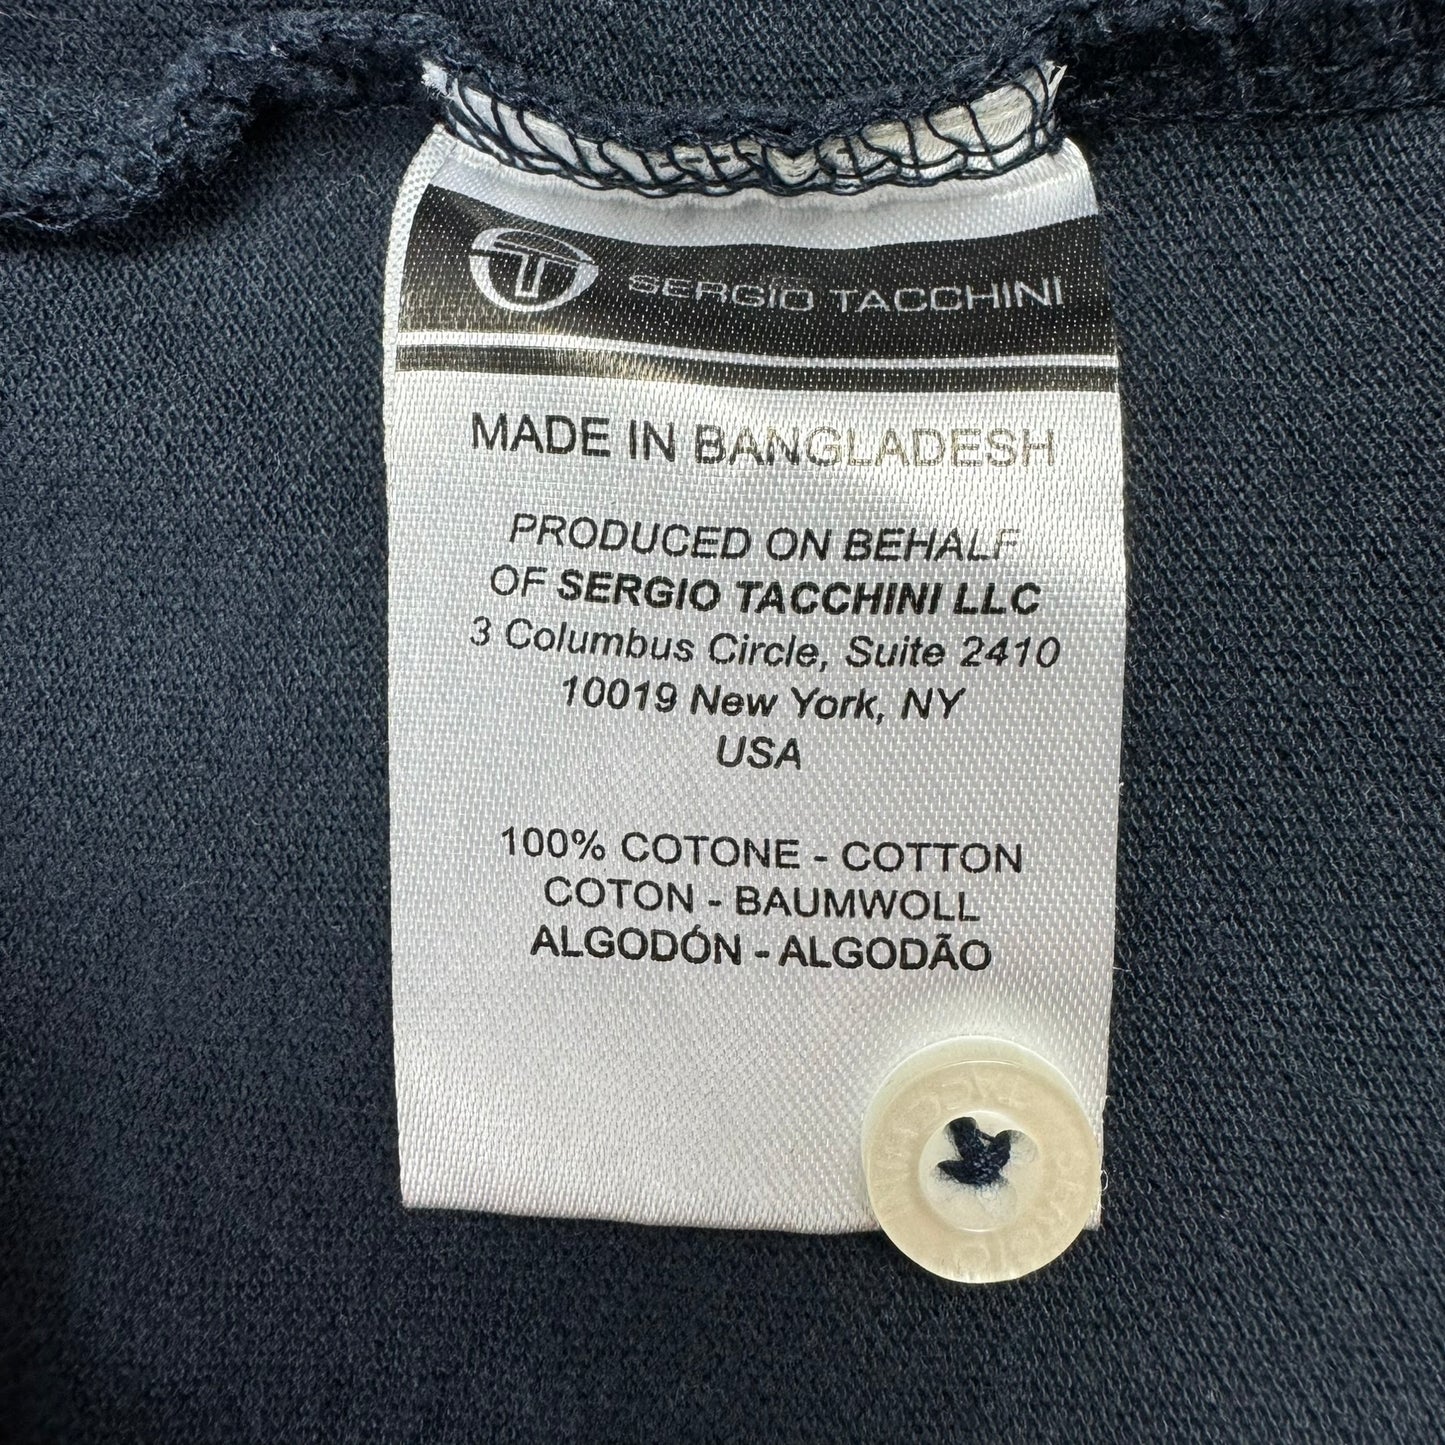 SERGIO TACCHINI
MADE IN BANGLADESH
PRODUCED ON BEHALF
OF SERGIO TACCHINI LLC
3 Columbus Circle, Suite 2410
10019 New York, NY
USA
100% COTONE - COTTON
COTON - BAUMWOLL
ALGODÓN - ALGODÃO